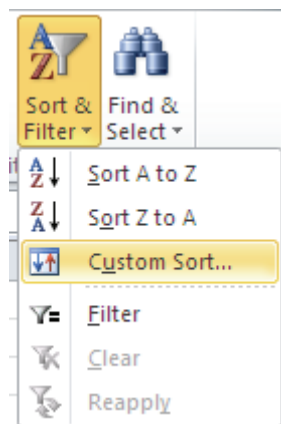 Sort & Find &
Filter Select
Sort A to Z
Sort Z to A
Custom Sort...
Filter
Clear
Reapply